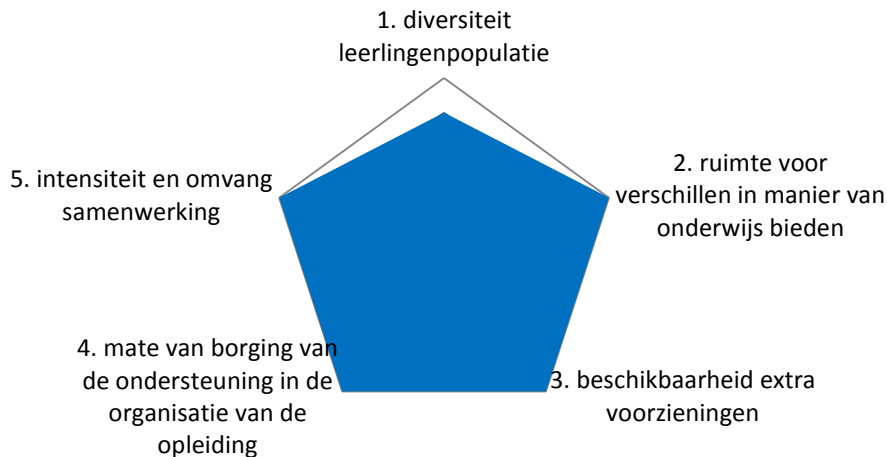 1. diversiteit
leerlingenpopulatie
2. ruimte voor
verschillen in manier van
onderwijs bieden
3. beschikbaarheid extra
voorzieningen
4. mate van borging van
de ondersteuning in de
organisatie van de
opleiding
5. intensiteit en omvang
samenwerking